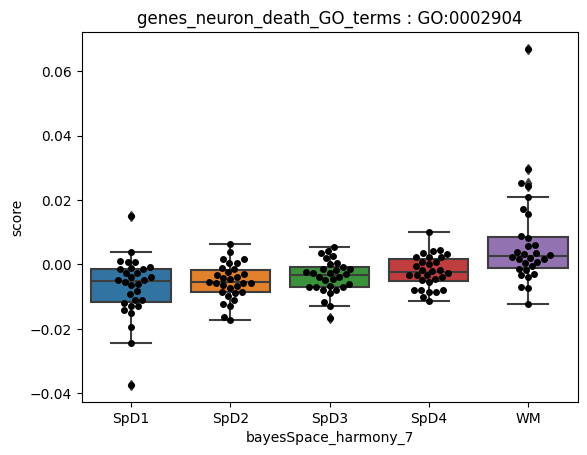 genes_neuron_death_GO_terms : GO:0002904
score
0.06
0.04
0.02
0.00
−0.02
−0.04
SpD1 SpD2 SpD3 SpD4 WM
bayesSpace_harmony_7